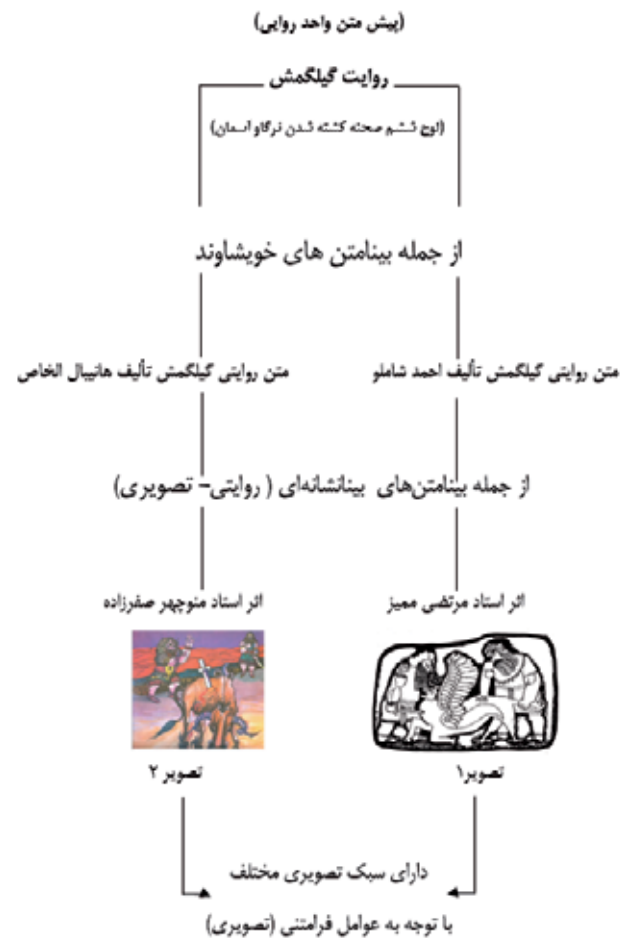 (پیش متن واحد روایی)
روایت گیلگمش
(لوح ششم صحنه کشته شدن نرگاو آسمان)
از جمله بینامتن های خویشاوند
متن روایتی گیلگمش تألیف احمد شاملو
متن روایتی گیلگمش تألیف هانیبال الخاص
از جمله بینامتن‌های بینانشانه‌ای ( روایتی- تصویری)
اثر استاد مرتضی ممیز
اثر استاد منوچهر صفرزاده
تصویر۱
تصویر ۲
دارای سبک تصویری مختلف
با توجه به عوامل فرامتنی (تصویری)